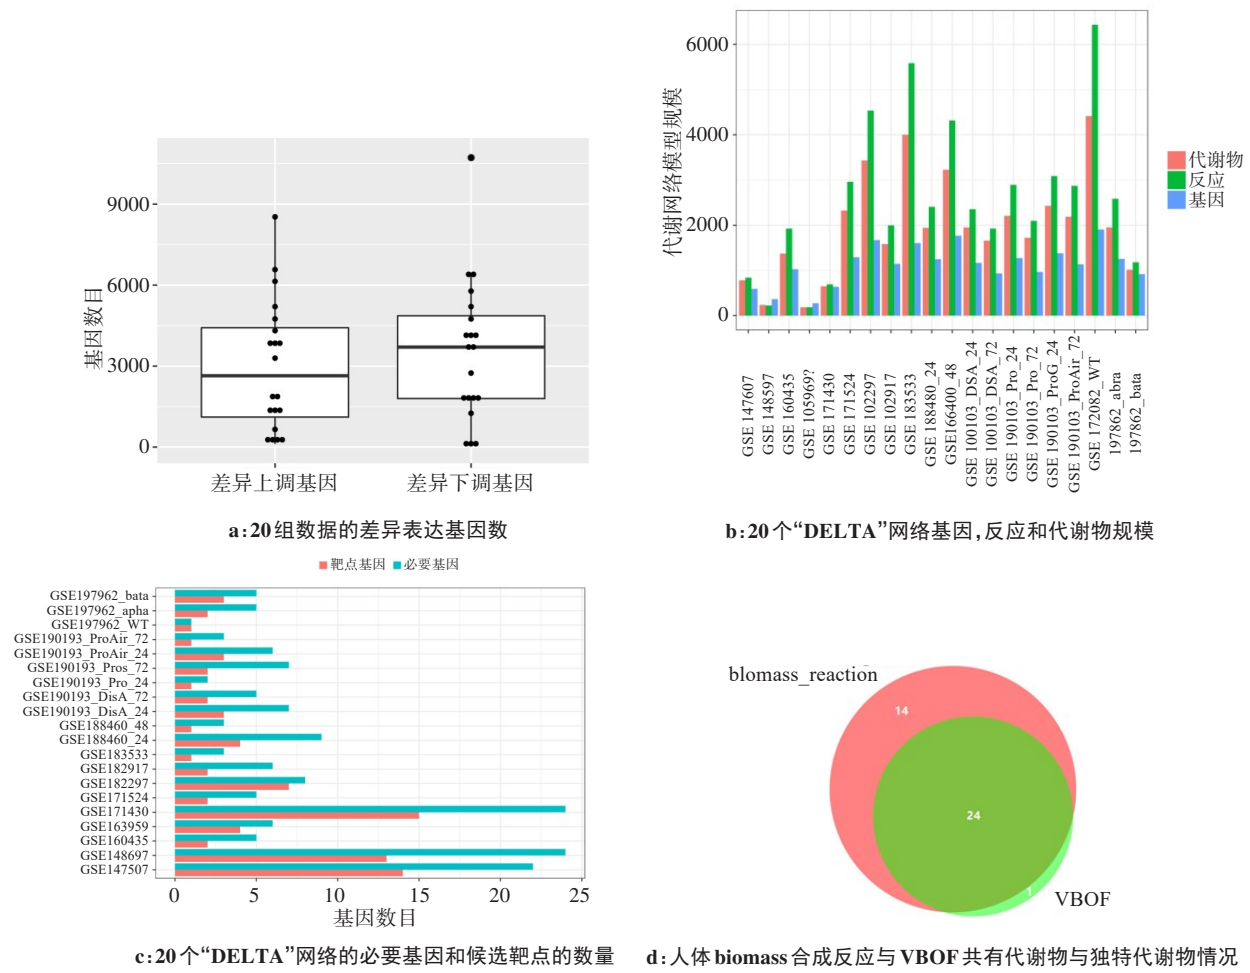 9000
6000
3000
0
基因数目
差异上调基因
差异下调基因
a:20组数据的差异表达基因数
6000
4000
2000
0
代谢网络模型规模
代谢物
反应
基因
GSE 147607
GSE 148597
GSE 160435
GSE 105969?
GSE 171430
GSE 171524
GSE 102297
GSE 102917
GSE 183533
GSE 188480_24
GSE166400_48
GSE 100103_DSA_24
GSE 100103_DSA_72
GSE 190103_Pro_24
GSE 190103_Pro_72
GSE 190103_ProG_24
GSE 190103_ProAir_72
GSE 172082_WT
197862_abra
197862_bata
b:20个“DELTA”网络基因,反应和代谢物规模
靶点基因 必要基因
GSE197962_bata
GSE197962_apha
GSE197962_WT
GSE190193_ProAir_72
GSE190193_ProAir_24
GSE190193_Pros_72
GSE190193_Pro_24
GSE190193_DisA_72
GSE190193_DisA_24
GSE188460_48
GSE188460_24
GSE183533
GSE182917
GSE182297
GSE171524
GSE171430
GSE163959
GSE160435
GSE148697
GSE147507
0 5 10 15 20 25
基因数目
c:20个“DELTA”网络的必要基因和候选靶点的数量
blomass_reaction
14
24
1
VBOF
d:人体biomass合成反应与VBOF共有代谢物与独特代谢物情况